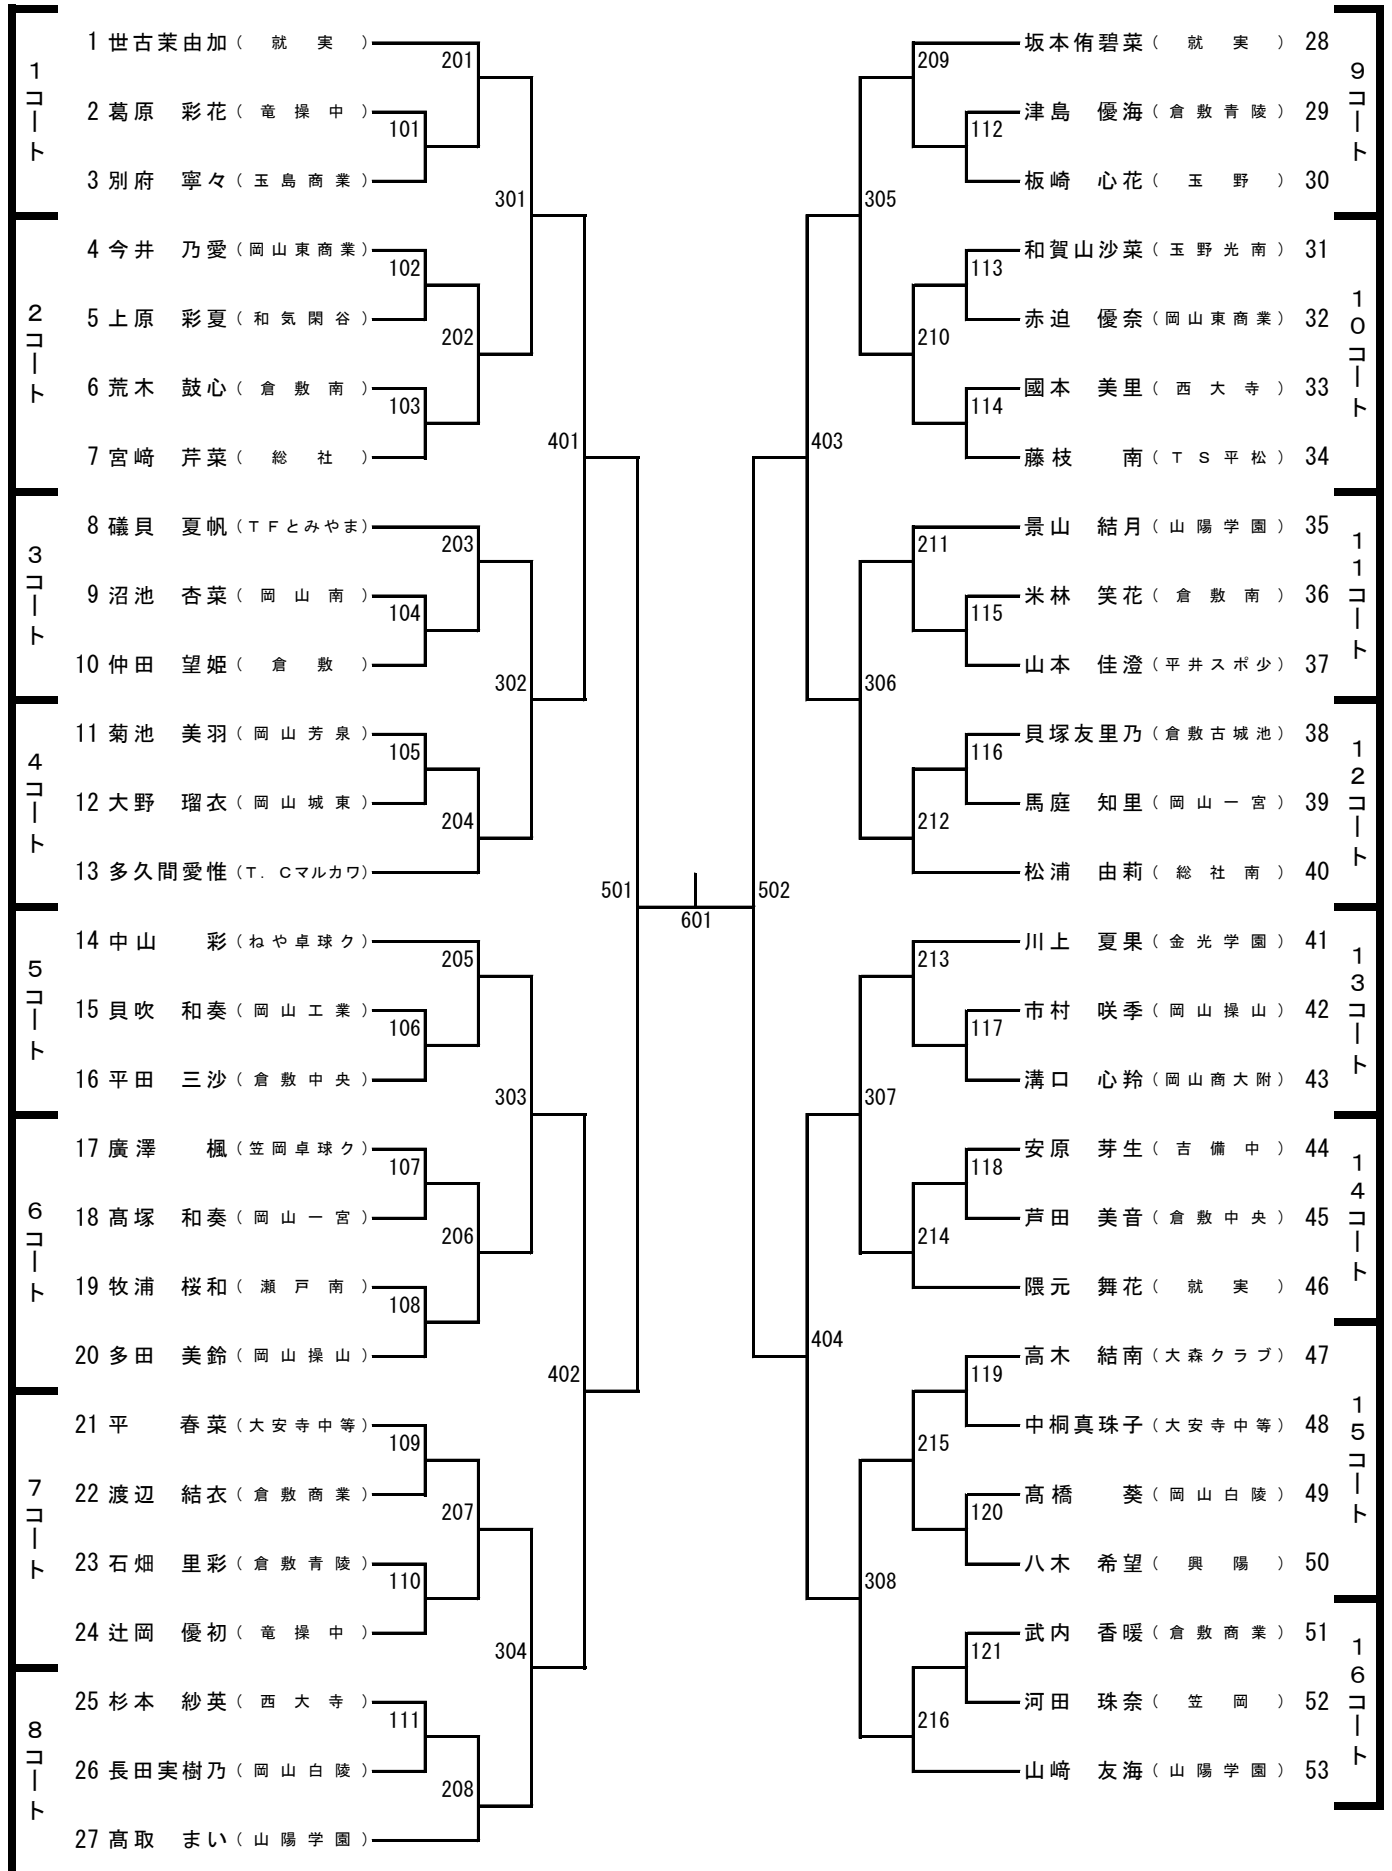 1コート
1 世古茉由加(就実)
201
2 葛原 彩花(竜操中)
101
3 別府 寧々(玉島商業)
301
2コート
4 今井 乃愛(岡山東商業)
102
5 上原 彩夏(和気閑谷)
202
6 荒木 鼓心(倉敷南)
103
7 宮﨑 芹菜(総社)
401
3コート
8 礒貝 夏帆(TFとみやま)
203
9 沼池 杏菜(岡山南)
104
10 仲田 望姫(倉敷)
302
4コート
11 菊池 美羽(岡山芳泉)
105
12 大野 瑠衣(岡山城東)
204
13 多久間愛惟(T.Cマルカワ)
501
5コート
14 中山 彩(ねや卓球ク)
205
15 貝吹 和奏(岡山工業)
106
16 平田 三沙(倉敷中央)
303
6コート
17 廣澤 楓(笠岡卓球ク)
107
18 髙塚 和奏(岡山一宮)
206
19 牧浦 桜和(瀬戸南)
108
20 多田 美鈴(岡山操山)
402
7コート
21 平 春菜(大安寺中等)
109
22 渡辺 結衣(倉敷商業)
207
23 石畑 里彩(倉敷青陵)
110
24 辻岡 優初(竜操中)
304
8コート
25 杉本 紗英(西大寺)
111
26 長田実樹乃(岡山白陵)
208
27 髙取 まい(山陽学園)
601
9コート
坂本侑碧菜(就実) 28
209
津島 優海(倉敷青陵) 29
112
板崎 心花(玉野) 30
305
10コート
和賀山沙菜(玉野光南) 31
113
赤迫 優奈(岡山東商業) 32
210
國本 美里(西大寺) 33
114
藤枝 南(TS平松) 34
403
11コート
景山 結月(山陽学園) 35
211
米林 笑花(倉敷南) 36
115
山本 佳澄(平井スポ少) 37
306
12コート
貝塚友里乃(倉敷古城池) 38
116
馬庭 知里(岡山一宮) 39
212
松浦 由莉(総社南) 40
502
13コート
川上 夏果(金光学園) 41
213
市村 咲季(岡山操山) 42
117
溝口 心羚(岡山商大附) 43
307
14コート
安原 芽生(吉備中) 44
118
芦田 美音(倉敷中央) 45
214
隈元 舞花(就実) 46
404
15コート
高木 結南(大森クラブ) 47
119
中桐真珠子(大安寺中等) 48
215
髙橋 葵(岡山白陵) 49
120
八木 希望(興陽) 50
308
16コート
武内 香暖(倉敷商業) 51
121
河田 珠奈(笠岡) 52
216
山﨑 友海(山陽学園) 53